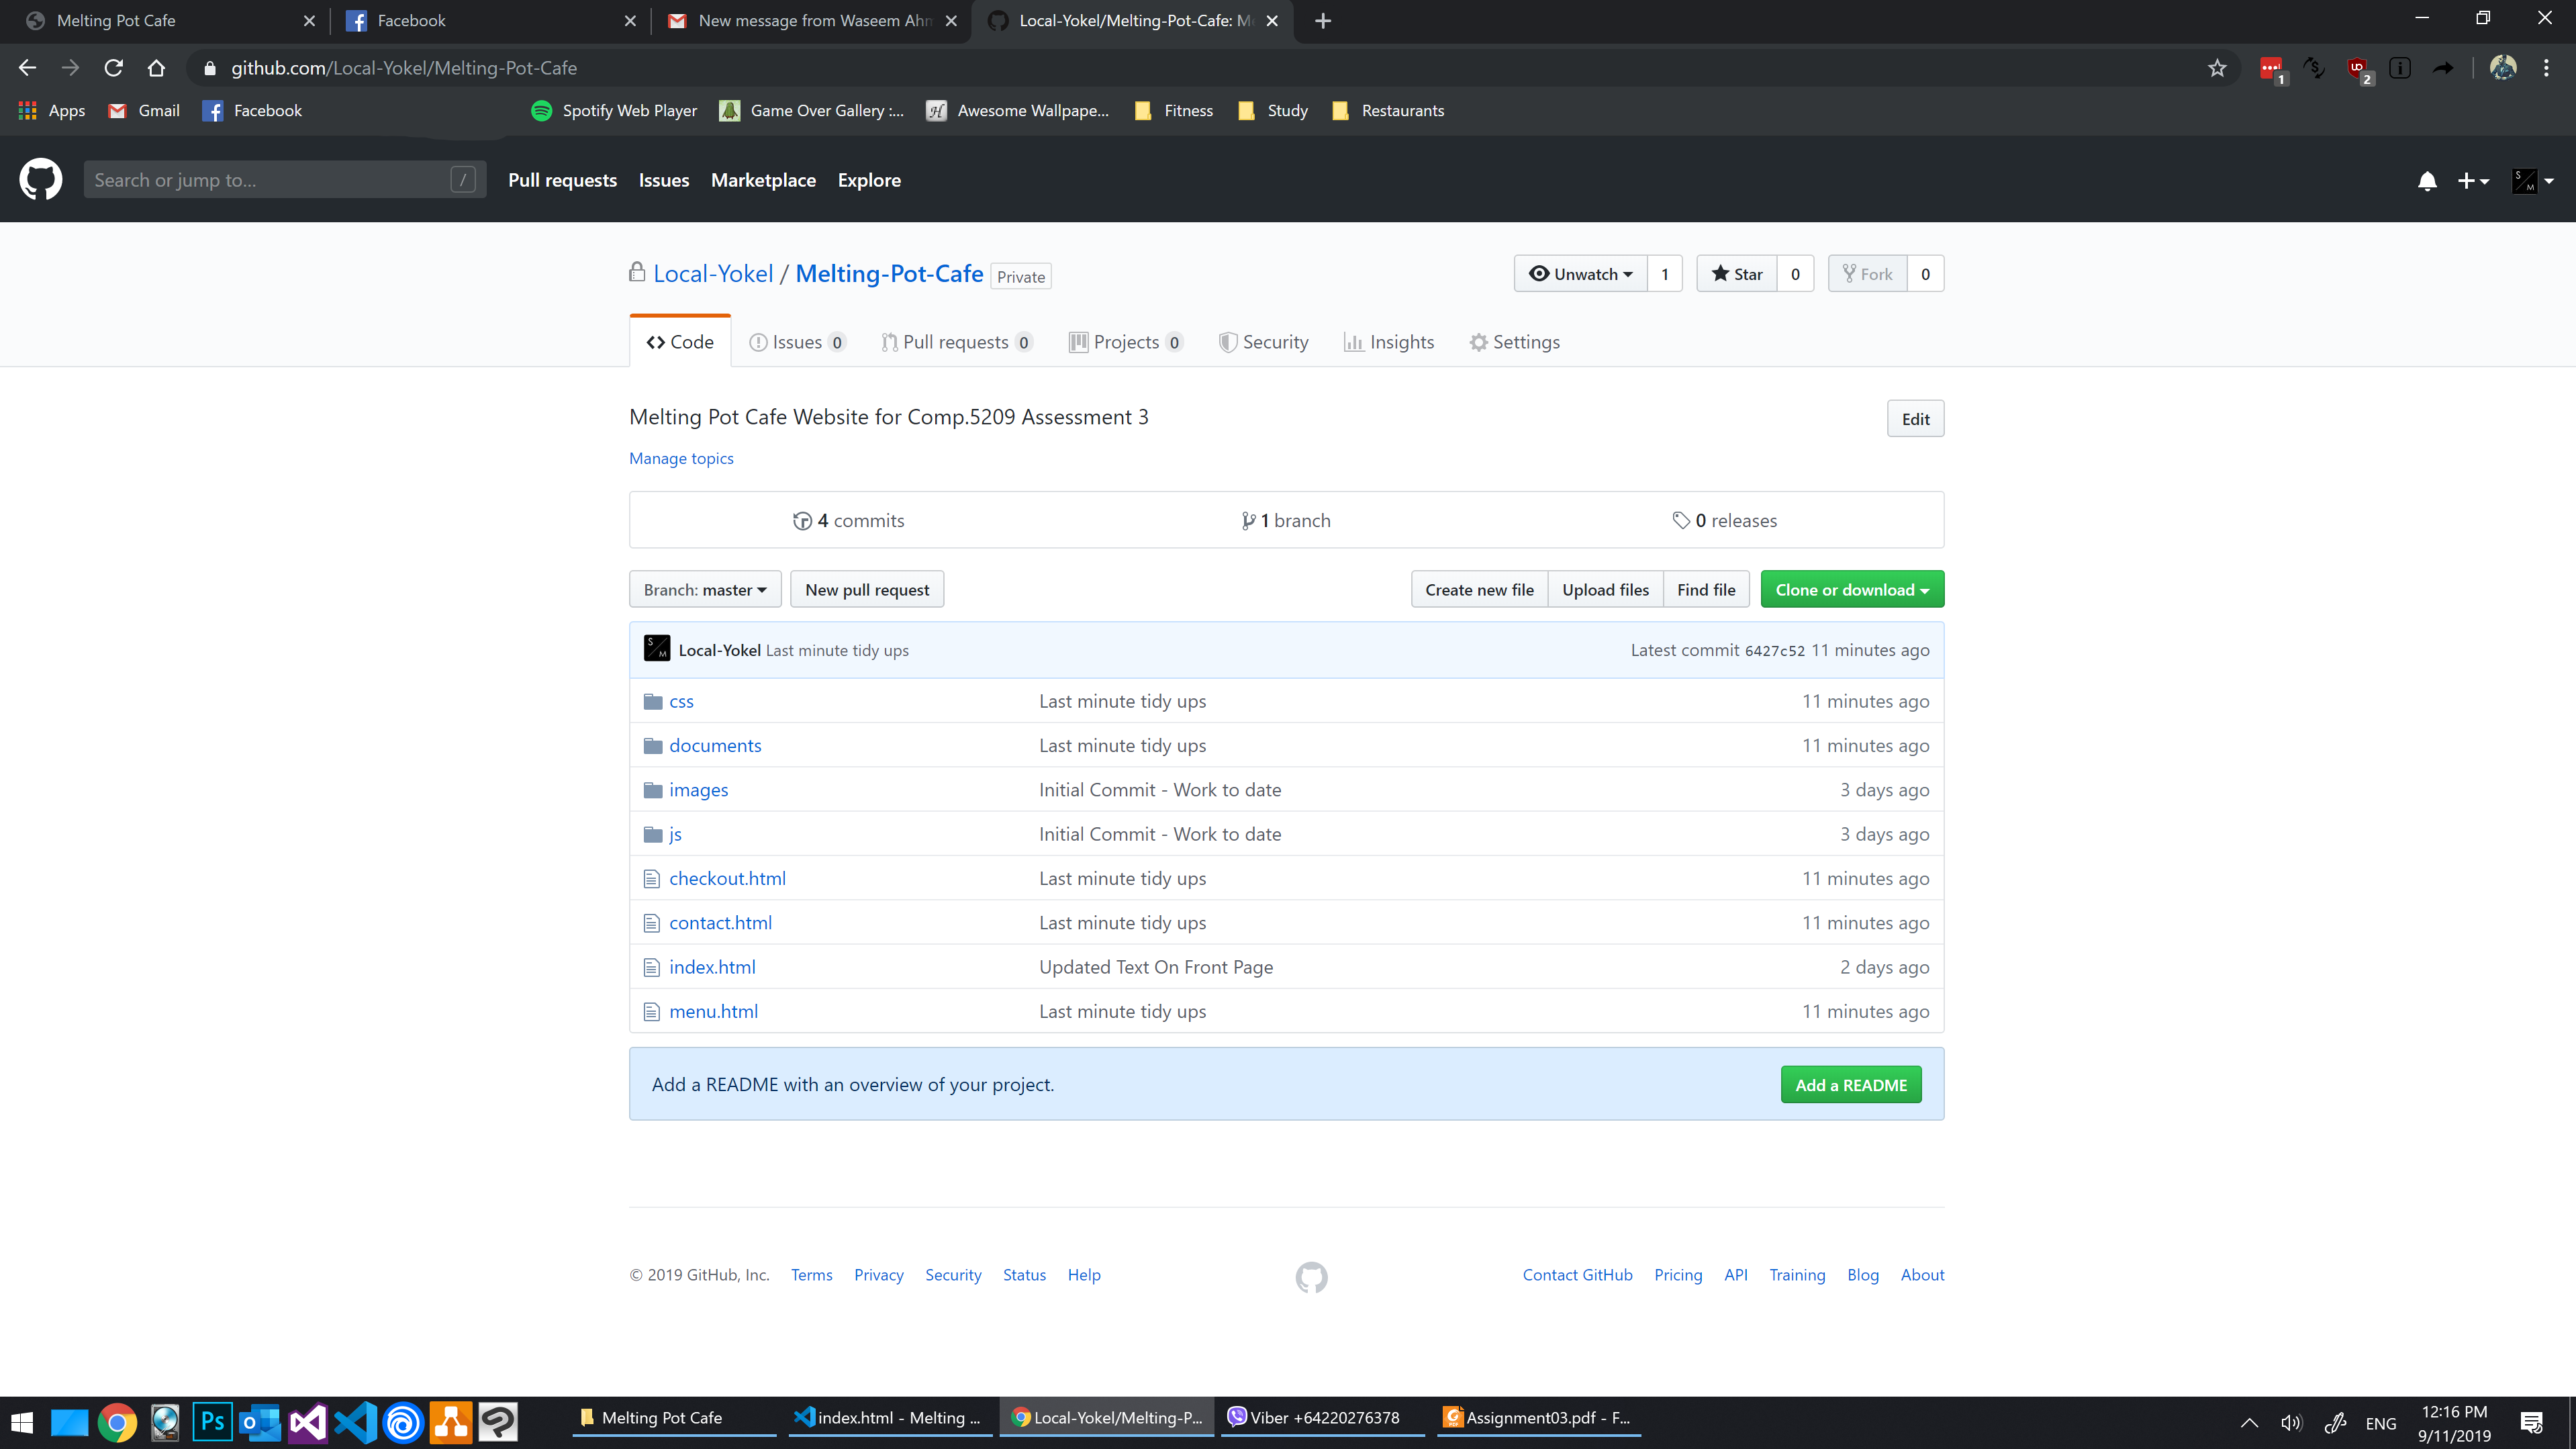 Melting Pot Cafe
Facebook
New message from Waseem Ahm
Local-Yokel/Melting-Pot-Cafe: Me
github.com/Local-Yokel/Melting-Pot-Cafe
1
2
Apps
Gmail
Facebook
Spotify Web Player
Game Over Gallery :...
Awesome Wallpape...
Fitness
Study
Restaurants
Search or jump to...
/
Pull requests
Issues
Marketplace
Explore
S M
Local-Yokel / Melting-Pot-Cafe Private
Unwatch 1
Star 0
Fork 0
Code
Issues 0
Pull requests 0
Projects 0
Security
Insights
Settings
Melting Pot Cafe Website for Comp.5209 Assessment 3
Edit
Manage topics
4 commits
1 branch
0 releases
Branch: master
New pull request
Create new file
Upload files
Find file
Clone or download
S M
Local-Yokel Last minute tidy ups
Latest commit 6427c52 11 minutes ago
css Last minute tidy ups 11 minutes ago
documents Last minute tidy ups 11 minutes ago
images Initial Commit - Work to date 3 days ago
js Initial Commit - Work to date 3 days ago
checkout.html Last minute tidy ups 11 minutes ago
contact.html Last minute tidy ups 11 minutes ago
index.html Updated Text On Front Page 2 days ago
menu.html Last minute tidy ups 11 minutes ago
Add a README with an overview of your project.
Add a README
© 2019 GitHub, Inc.
Terms
Privacy
Security
Status
Help
Contact GitHub
Pricing
API
Training
Blog
About
Ps
Melting Pot Cafe
index.html - Melting ...
Local-Yokel/Melting-P...
Viber +64220276378
Assignment03.pdf - F...
ENG
12:16 PM
9/11/2019